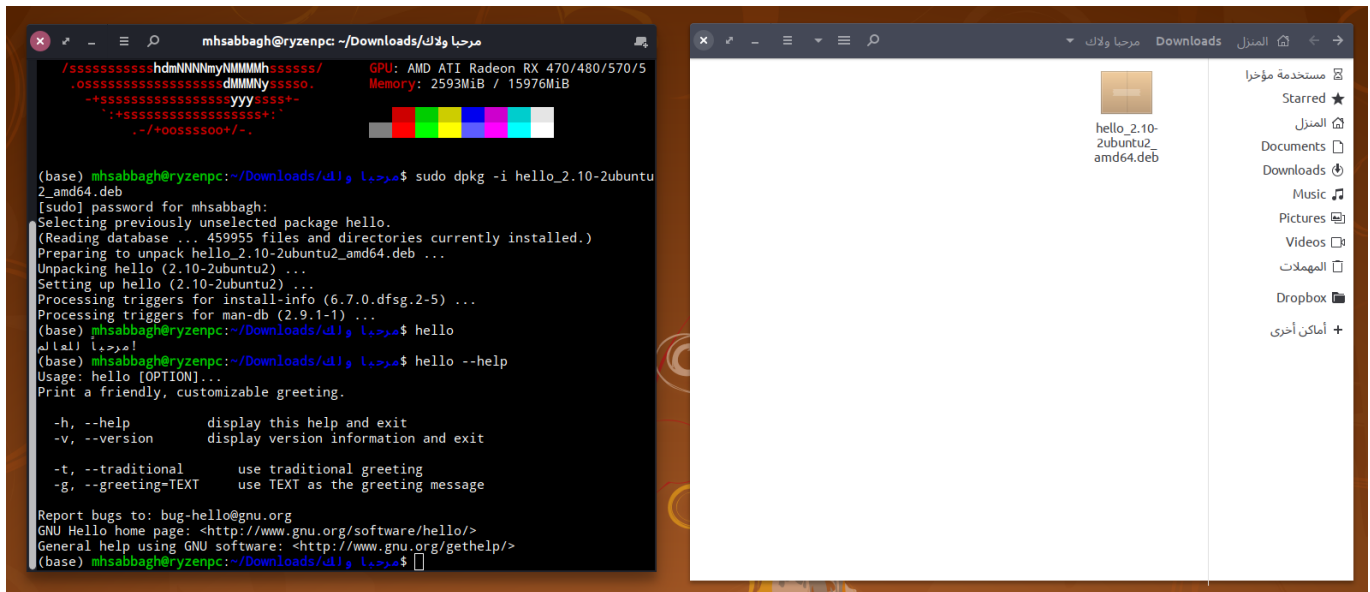 mhsabbagh@ryzenpc: ~/Downloads/مرحبا ولاك
/sssssssssssshdmNNNNmyNMMMMhssssss/ GPU: AMD ATI Radeon RX 470/480/570/5
.ossssssssssssssssssdMMMNysssso. Memory: 2593MiB / 15976MiB
-+sssssssssssssssssyyyssss+-
`:+ssssssssssssssssss+:`
.-/+oossssoo+/-.
(base) mhsabbagh@ryzenpc:~/Downloads/مرحبا ولاك$ sudo dpkg -i hello_2.10-2ubuntu
2_amd64.deb
[sudo] password for mhsabbagh:
Selecting previously unselected package hello.
(Reading database ... 459955 files and directories currently installed.)
Preparing to unpack hello_2.10-2ubuntu2_amd64.deb ...
Unpacking hello (2.10-2ubuntu2) ...
Setting up hello (2.10-2ubuntu2) ...
Processing triggers for install-info (6.7.0.dfsg.2-5) ...
Processing triggers for man-db (2.9.1-1) ...
(base) mhsabbagh@ryzenpc:~/Downloads/مرحبا ولاك$ hello
مرحباً للعالم!
(base) mhsabbagh@ryzenpc:~/Downloads/مرحبا ولاك$ hello --help
Usage: hello [OPTION]...
Print a friendly, customizable greeting.
-h, --help display this help and exit
-v, --version display version information and exit
-t, --traditional use traditional greeting
-g, --greeting=TEXT use TEXT as the greeting message
Report bugs to: bug-hello@gnu.org
GNU Hello home page: <http://www.gnu.org/software/hello/>
General help using GNU software: <http://www.gnu.org/gethelp/>
(base) mhsabbagh@ryzenpc:~/Downloads/مرحبا ولاك$
المنزل Downloads مرحبا ولاك
مستخدمة مؤخرا
Starred
المنزل
Documents
Downloads
Music
Pictures
Videos
المهملات
Dropbox
أماكن أخرى
hello_2.10-
2ubuntu2_
amd64.deb